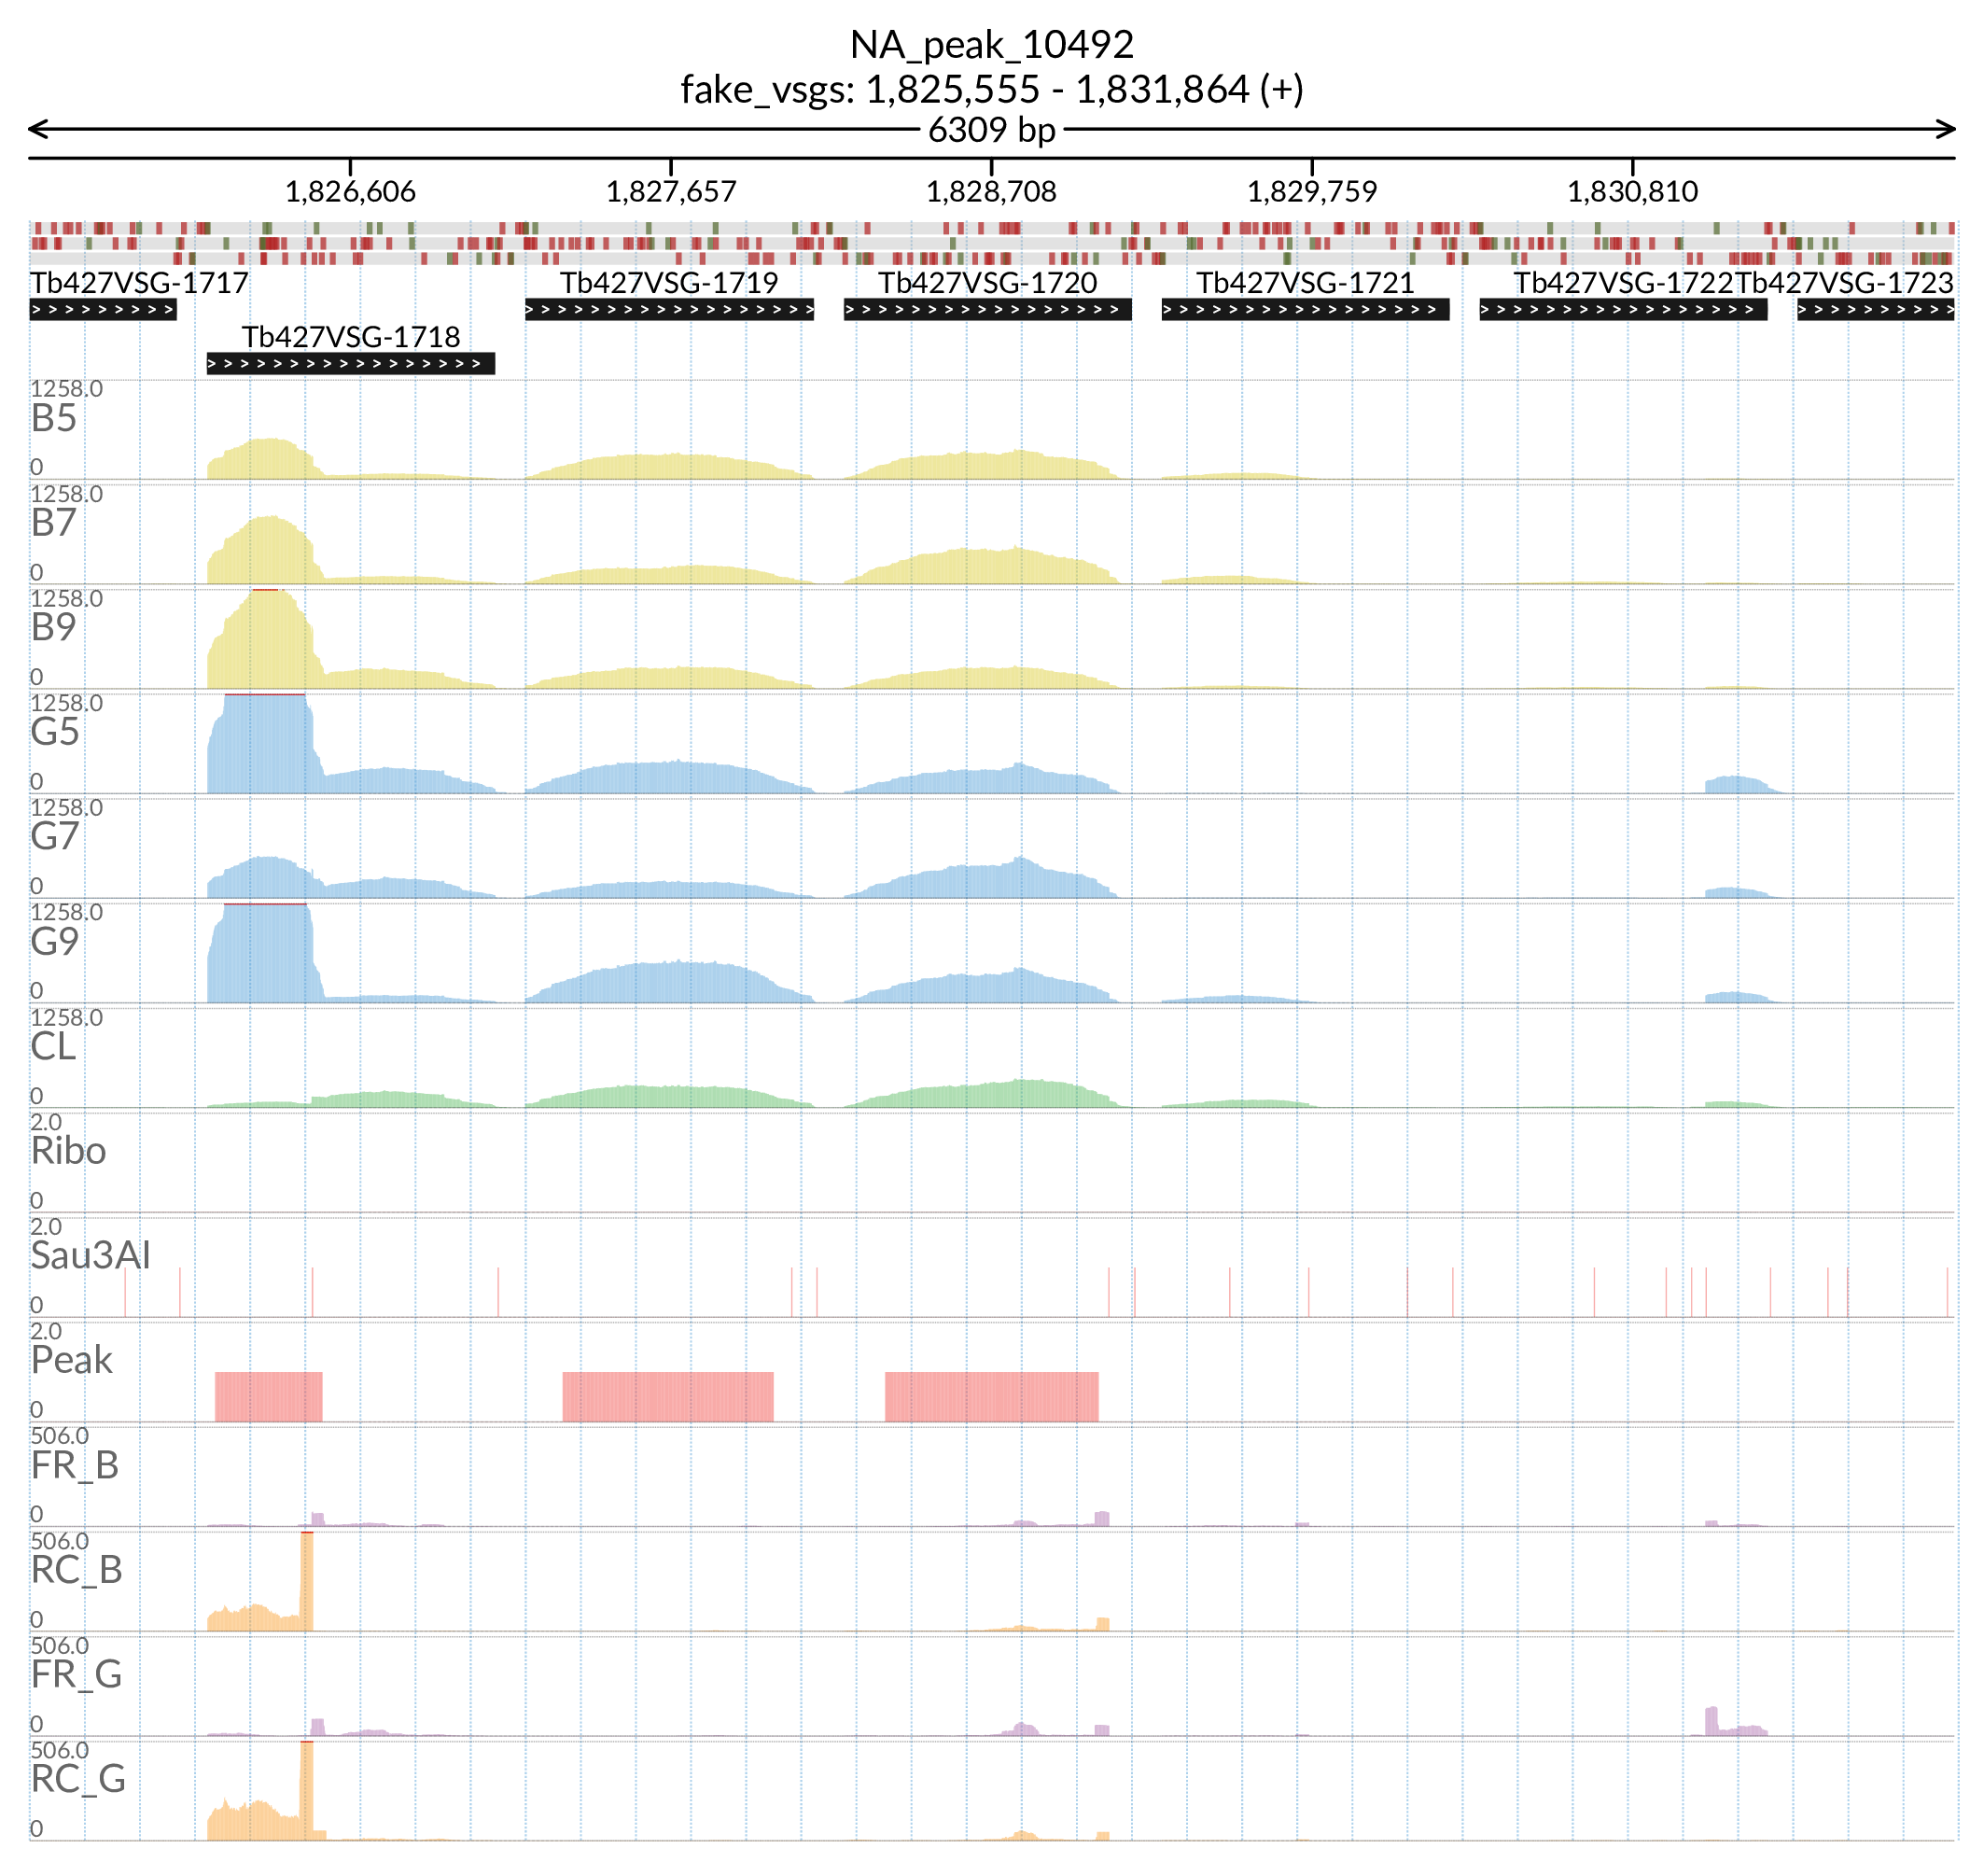 NA_peak_10492
fake_vsgs: 1,825,555 - 1,831,864 (+)
6309 bp
1,826,606 1,827,657 1,828,708 1,829,759 1,830,810
Tb427VSG-1717 Tb427VSG-1719 Tb427VSG-1720 Tb427VSG-1721 Tb427VSG-1722 Tb427VSG-1723
Tb427VSG-1718
1258.0
B5
0
1258.0
B7
0
1258.0
B9
0
1258.0
G5
0
1258.0
G7
0
1258.0
G9
0
1258.0
CL
0
2.0
Ribo
0
2.0
Sau3AI
0
2.0
Peak
0
506.0
FR_B
0
506.0
RC_B
0
506.0
FR_G
0
506.0
RC_G
0